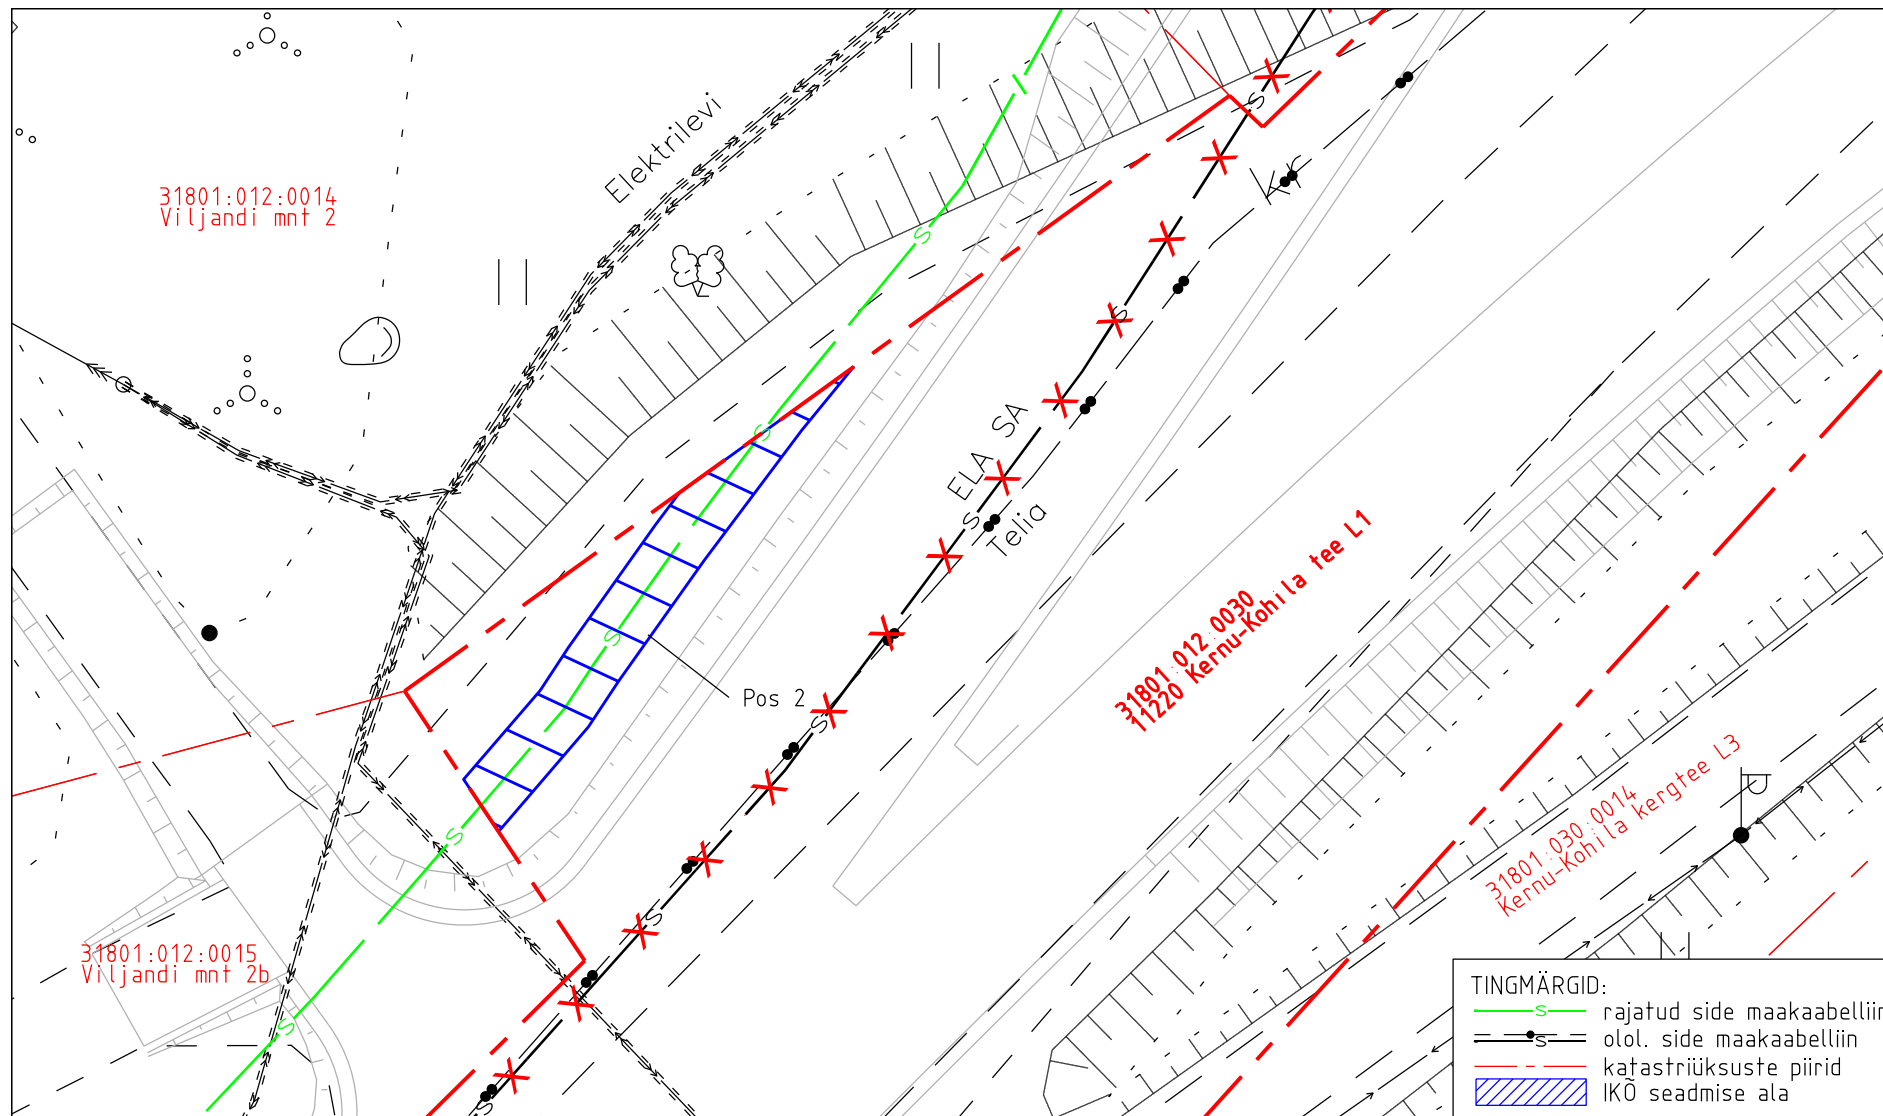 Elektrilevi
31801:012:0014
Viljandi mnt 2
ELA SA
Telia
Pos 2
31801:012:0030
11220 Kernu-Kohila tee L1
31801:030:0014
Kernu-Kohila kergtee L3
31801:012:0015
Viljandi mnt 2b
TINGMÄRGID:
S rajatud side maakaabelliin
S olol. side maakaabelliin
katastriüksuste piirid
IKÕ seadmise ala